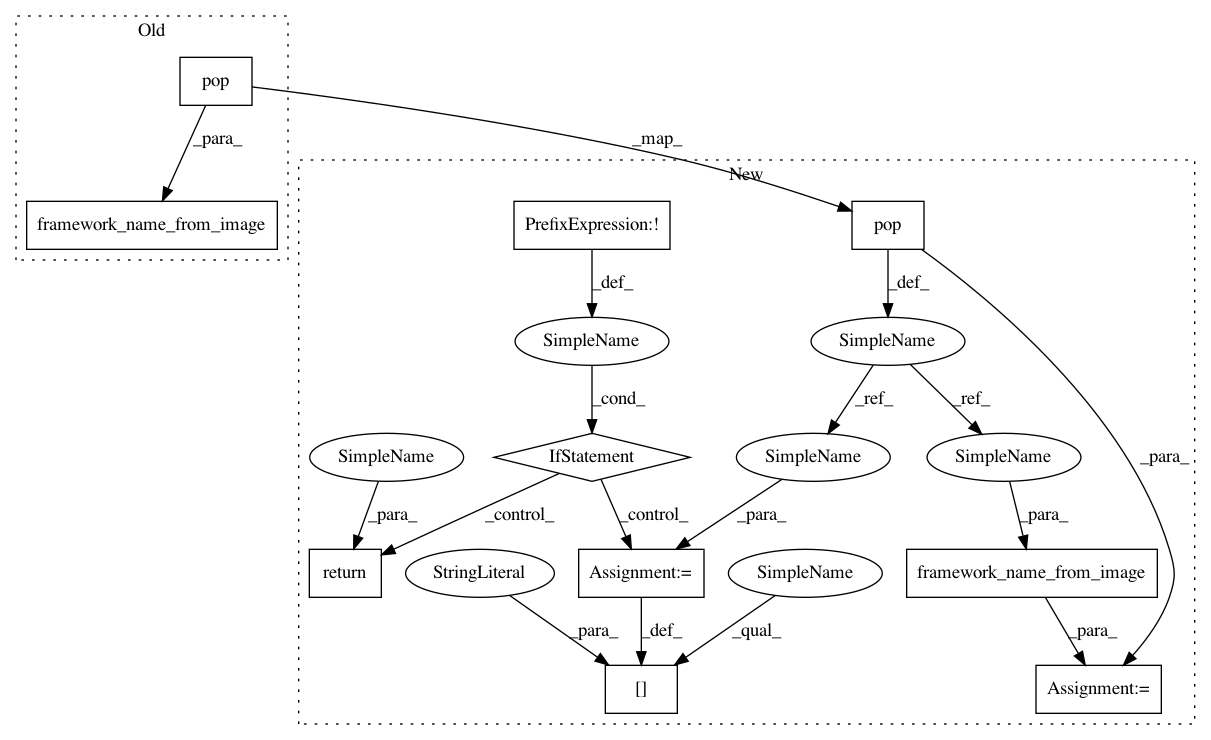 Old
pop
_para_
_map_
framework_name_from_image
New
PrefixExpression:!
pop
_def_
_def_
SimpleName
SimpleName
_cond_
_ref_
_ref_
SimpleName
IfStatement
SimpleName
SimpleName
_para_
_para_
_control_
_control_
_para_
_para_
return
StringLiteral
Assignment:=
SimpleName
framework_name_from_image
_para_
_def_
_qual_
_para_
[]
Assignment:=